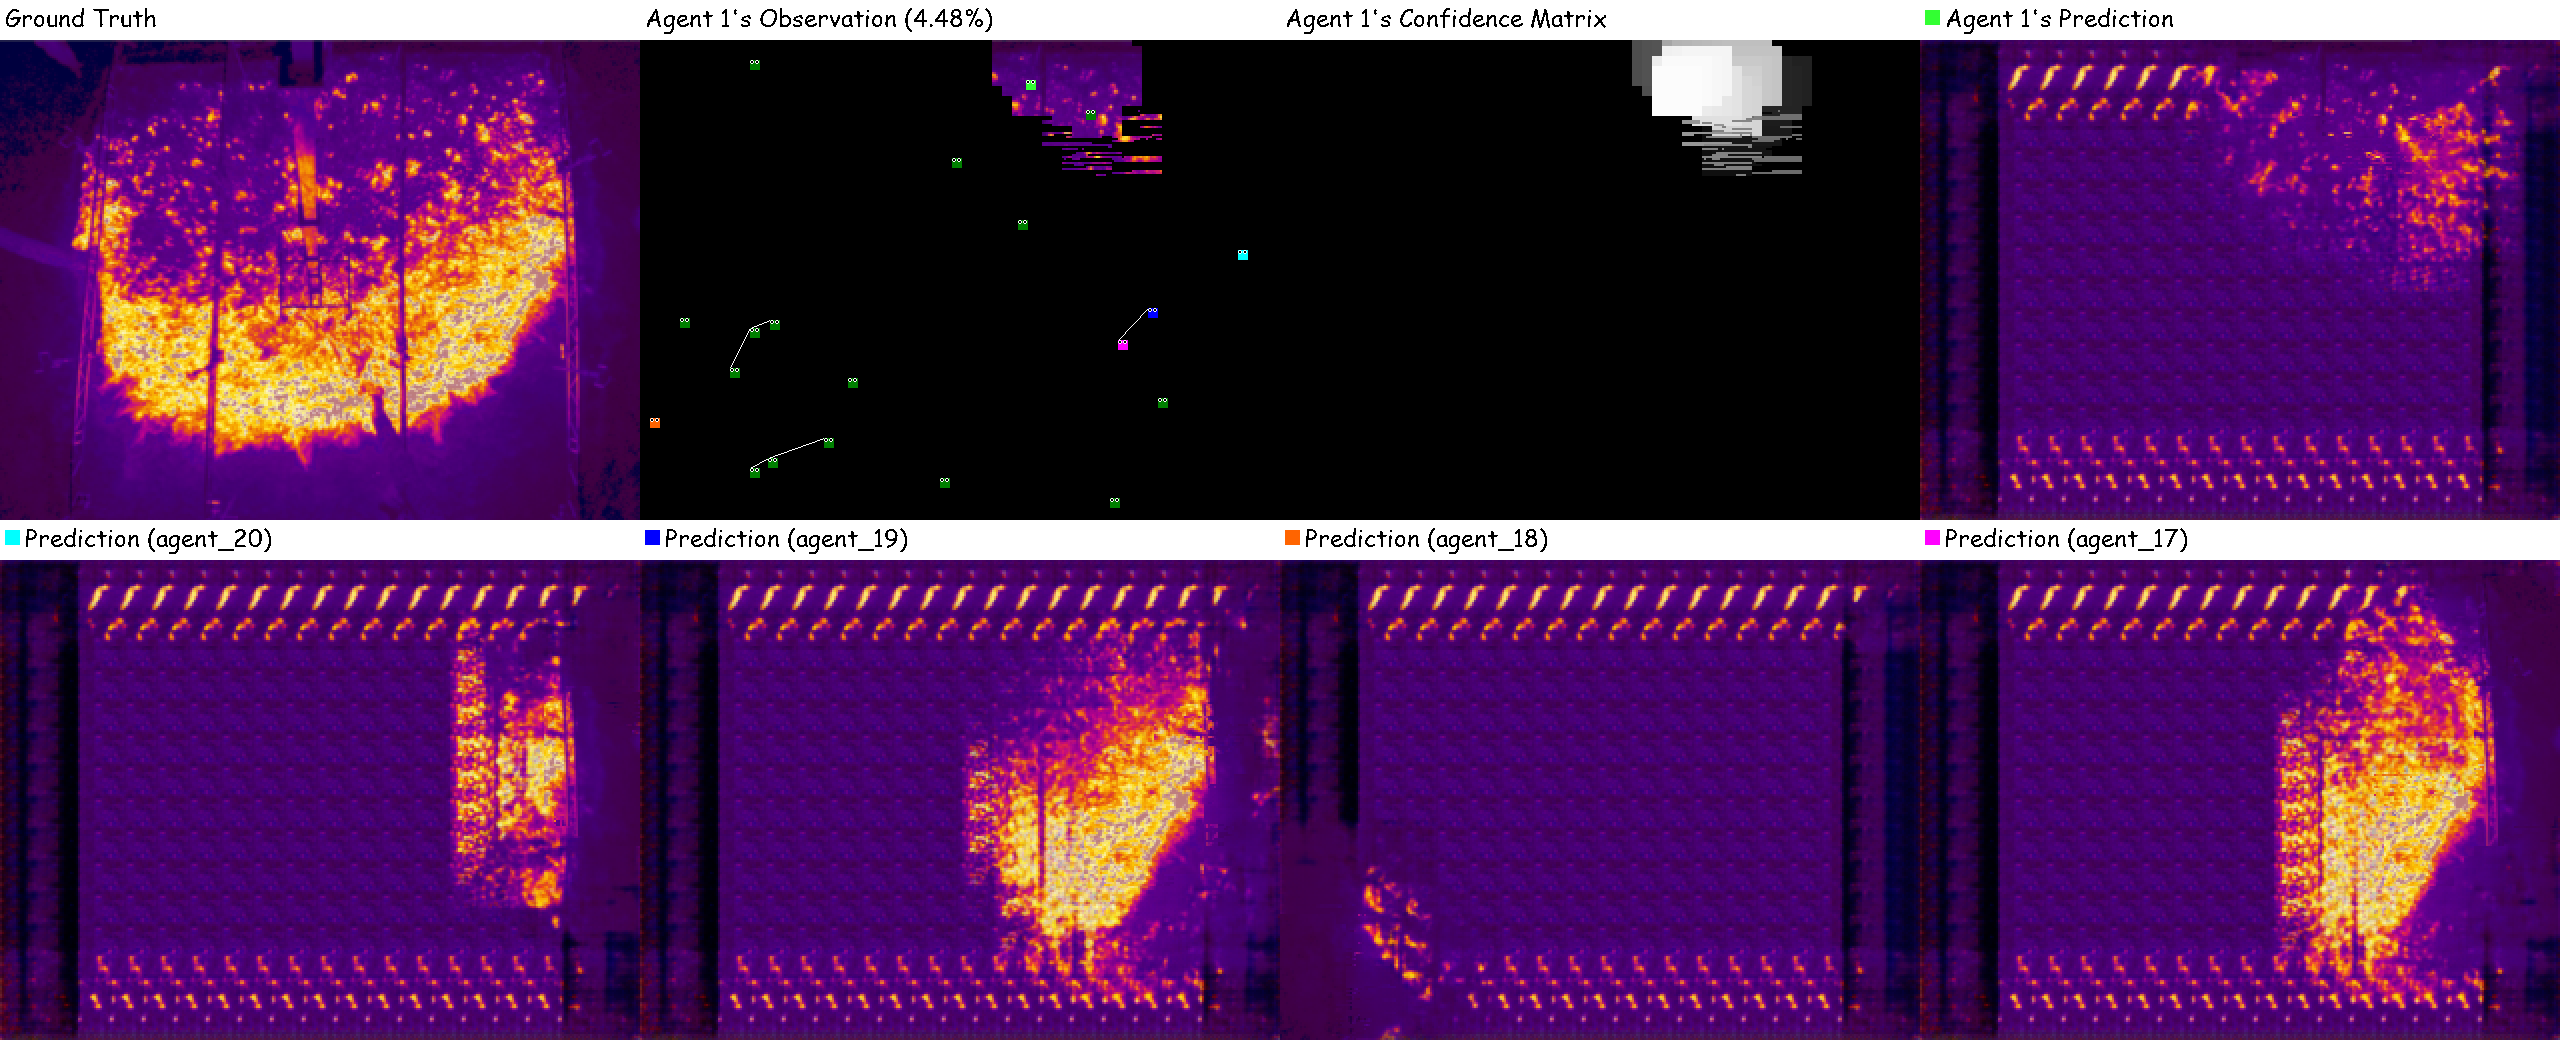 Ground Truth
Agent 1's Observation (4.48%)
Agent 1's Confidence Matrix
Agent 1's Prediction
Prediction (agent_20)
Prediction (agent_19)
Prediction (agent_18)
Prediction (agent_17)